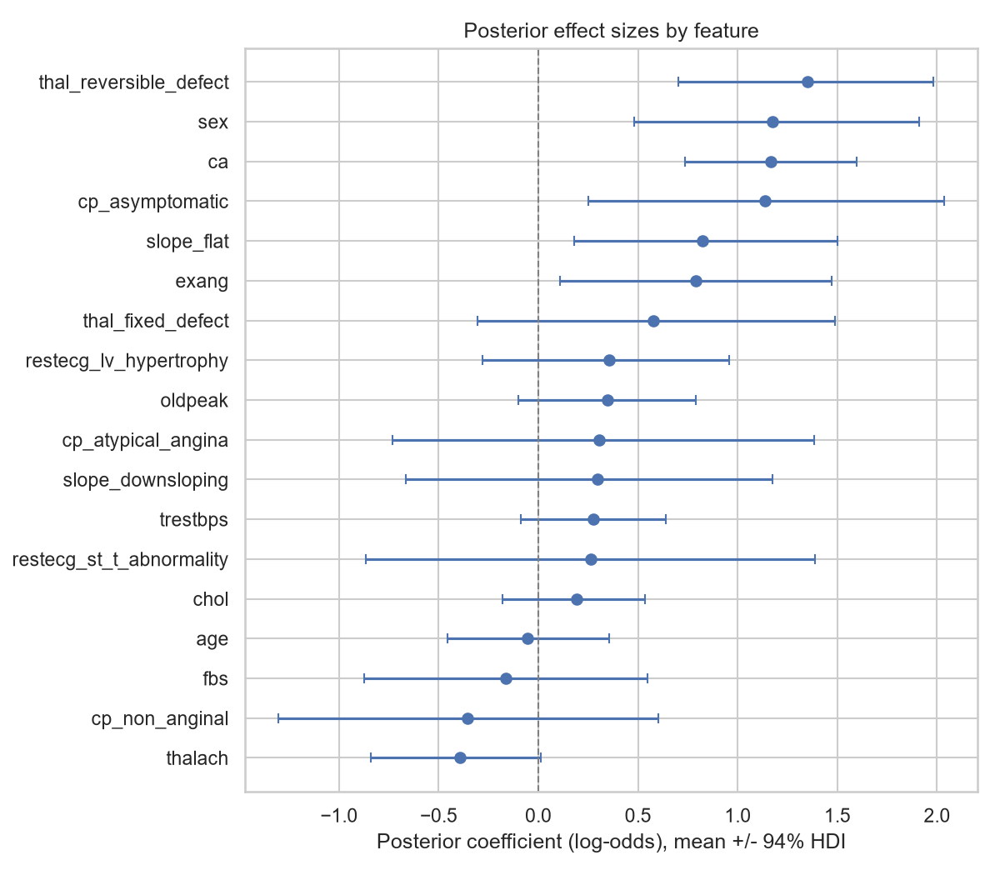 Posterior effect sizes by feature
thal_reversible_defect
sex
ca
cp_asymptomatic
slope_flat
exang
thal_fixed_defect
restecg_lv_hypertrophy
oldpeak
cp_atypical_angina
slope_downsloping
trestbps
restecg_st_t_abnormality
chol
age
fbs
cp_non_anginal
thalach
−1.0 −0.5 0.0 0.5 1.0 1.5 2.0
Posterior coefficient (log-odds), mean +/- 94% HDI